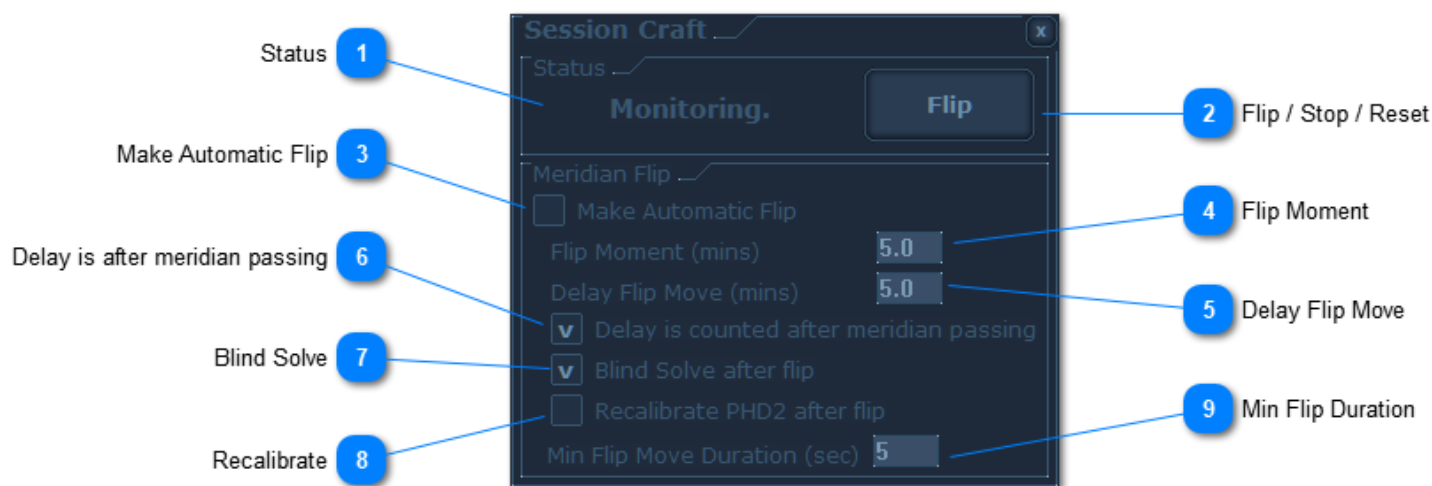 Session Craft
x
Status
Monitoring.
Flip
Meridian Flip
Make Automatic Flip
Flip Moment (mins) 5.0
Delay Flip Move (mins) 5.0
v Delay is counted after meridian passing
v Blind Solve after flip
Recalibrate PHD2 after flip
Min Flip Move Duration (sec) 5
Status 1
2 Flip / Stop / Reset
Make Automatic Flip 3
4 Flip Moment
Delay is after meridian passing 6
5 Delay Flip Move
Blind Solve 7
9 Min Flip Duration
Recalibrate 8